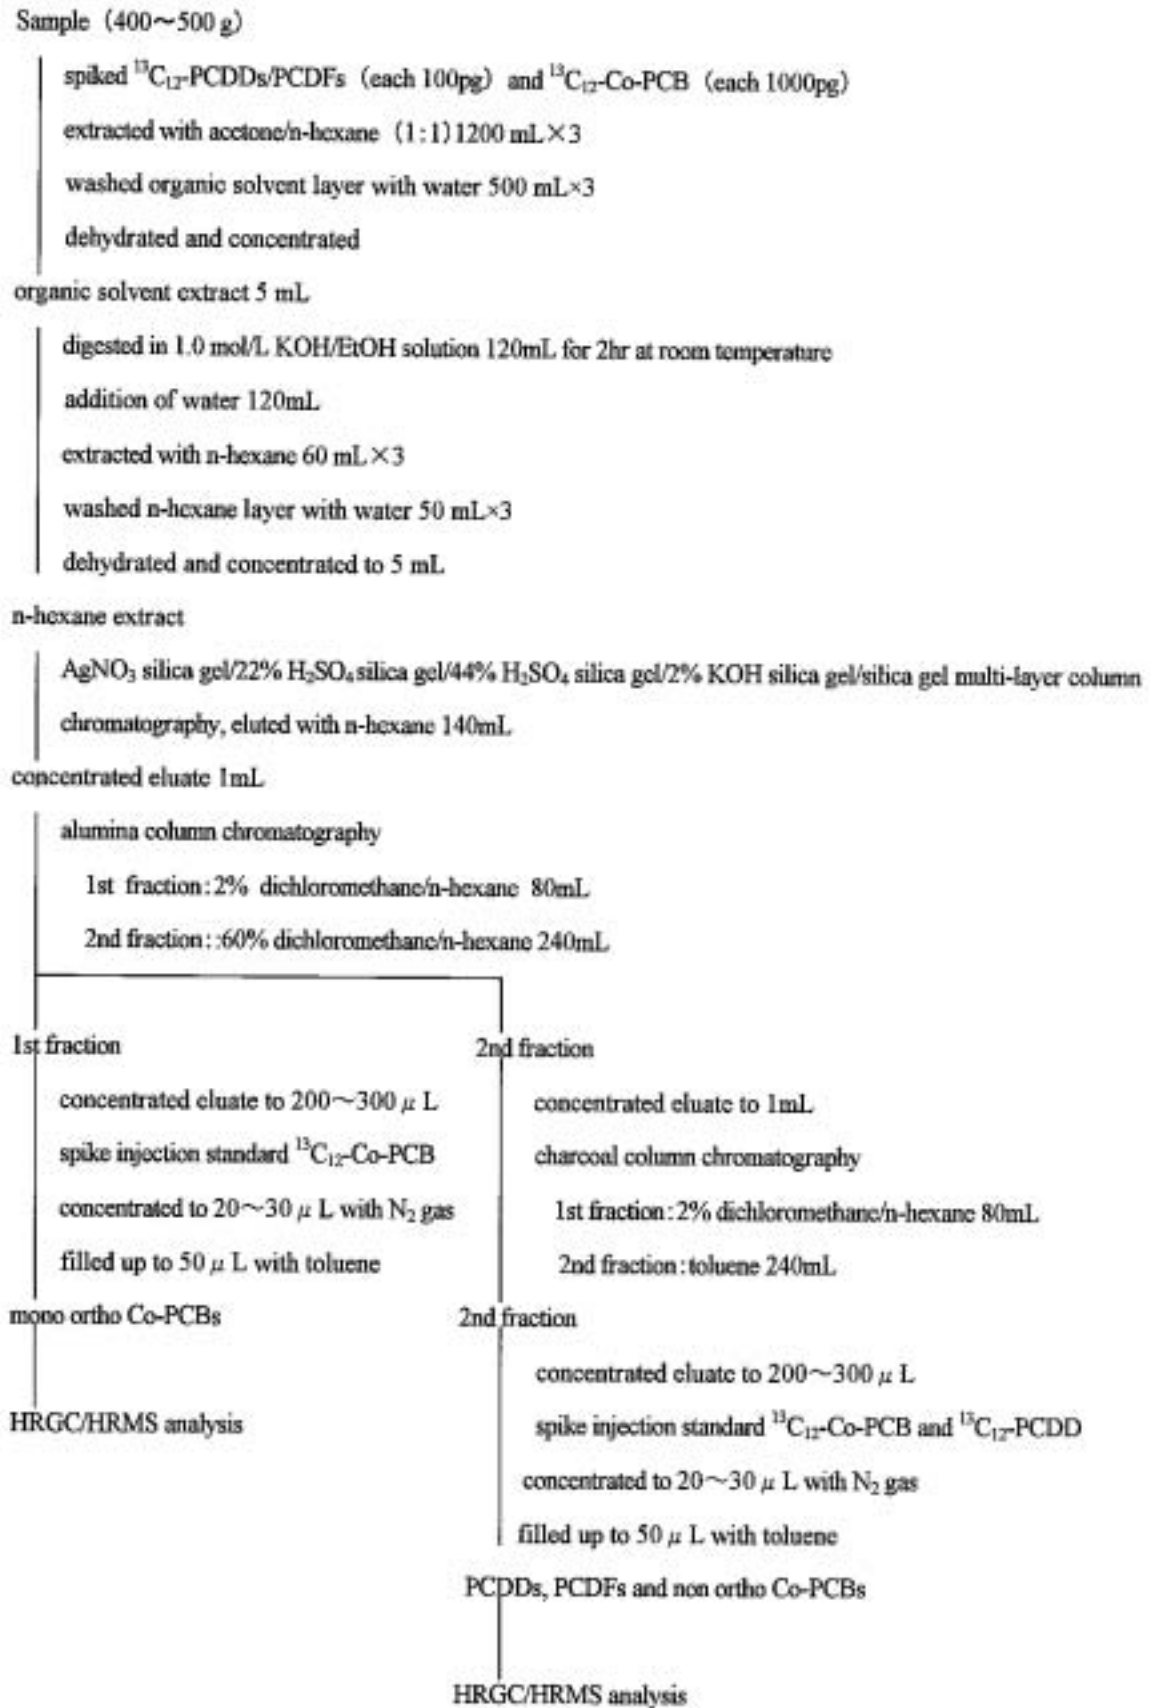 Sample（400～500 g）
spiked ¹³C₁₂-PCDDs/PCDFs（each 100pg）and ¹³C₁₂-Co-PCB（each 1000pg）
extracted with acetone/n-hexane（1:1）1200 mL×3
washed organic solvent layer with water 500 mL×3
dehydrated and concentrated
organic solvent extract 5 mL
digested in 1.0 mol/L KOH/EtOH solution 120mL for 2hr at room temperature
addition of water 120mL
extracted with n-hexane 60 mL×3
washed n-hexane layer with water 50 mL×3
dehydrated and concentrated to 5 mL
n-hexane extract
AgNO₃ silica gel/22% H₂SO₄ silica gel/44% H₂SO₄ silica gel/2% KOH silica gel/silica gel multi-layer column
chromatography, eluted with n-hexane 140mL
concentrated eluate 1mL
alumina column chromatography
1st fraction:2% dichloromethane/n-hexane 80mL
2nd fraction::60% dichloromethane/n-hexane 240mL
1st fraction
concentrated eluate to 200～300 μ L
spike injection standard ¹³C₁₂-Co-PCB
concentrated to 20～30 μ L with N₂ gas
filled up to 50 μ L with toluene
mono ortho Co-PCBs
HRGC/HRMS analysis
2nd fraction
concentrated eluate to 1mL
charcoal column chromatography
1st fraction:2% dichloromethane/n-hexane 80mL
2nd fraction:toluene 240mL
2nd fraction
concentrated eluate to 200～300 μ L
spike injection standard ¹³C₁₂-Co-PCB and ¹³C₁₂-PCDD
concentrated to 20～30 μ L with N₂ gas
filled up to 50 μ L with toluene
PCDDs, PCDFs and non ortho Co-PCBs
HRGC/HRMS analysis